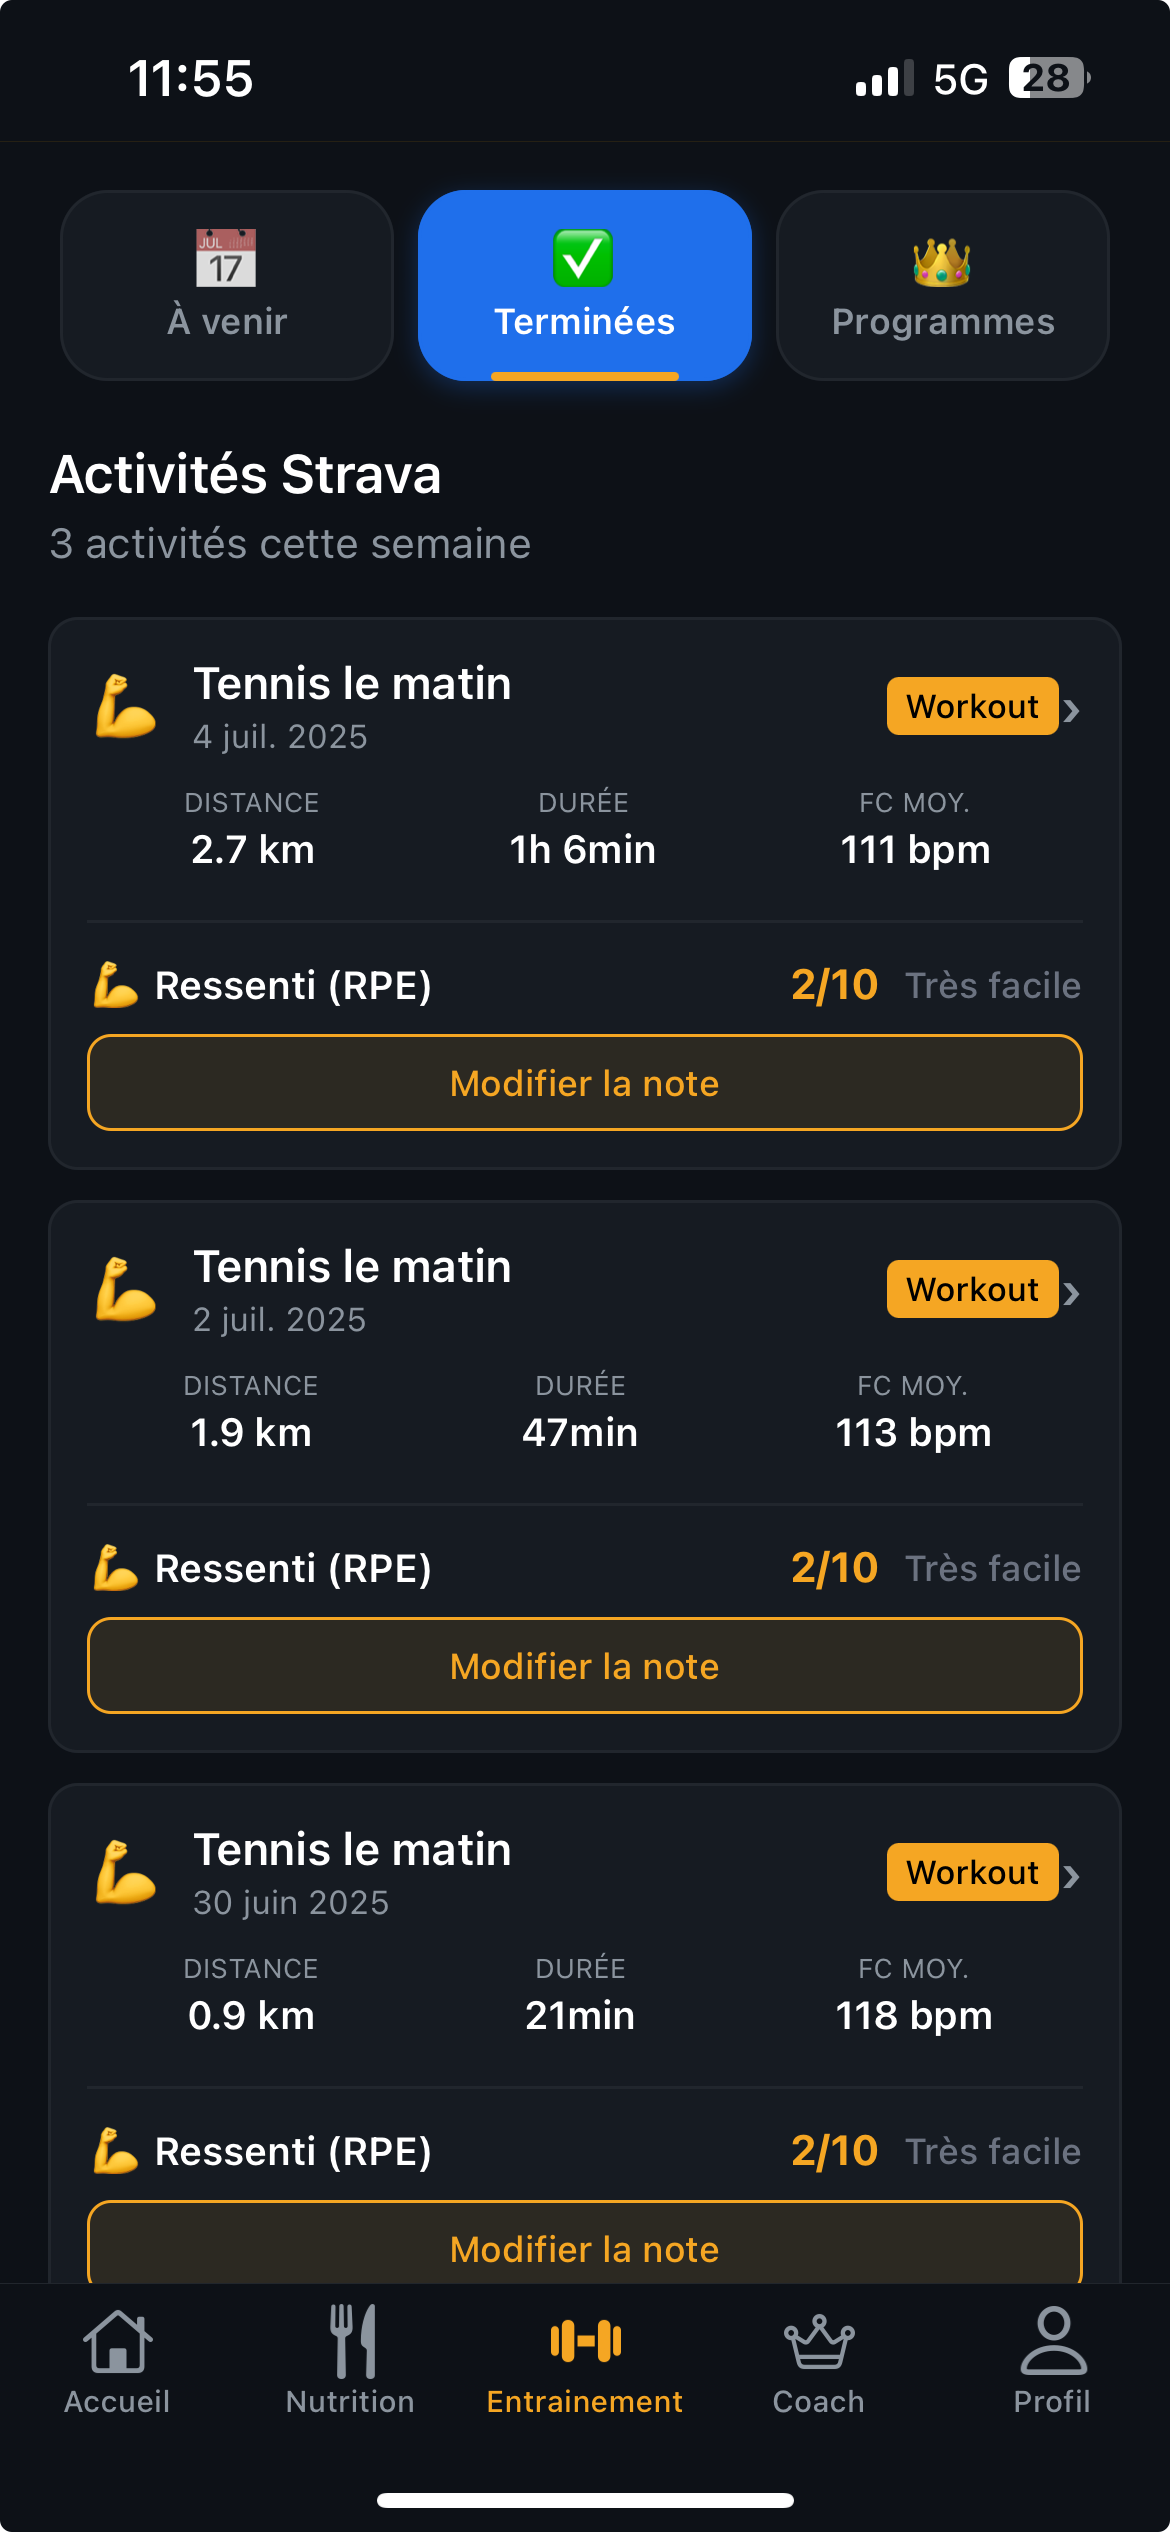 11:55
5G 28
JUL
17
À venir
Terminées
Programmes
Activités Strava
3 activités cette semaine
Tennis le matin
4 juil. 2025
Workout ›
DISTANCE DURÉE FC MOY.
2.7 km 1h 6min 111 bpm
Ressenti (RPE) 2/10 Très facile
Modifier la note
Tennis le matin
2 juil. 2025
Workout ›
DISTANCE DURÉE FC MOY.
1.9 km 47min 113 bpm
Ressenti (RPE) 2/10 Très facile
Modifier la note
Tennis le matin
30 juin 2025
Workout ›
DISTANCE DURÉE FC MOY.
0.9 km 21min 118 bpm
Ressenti (RPE) 2/10 Très facile
Modifier la note
Accueil Nutrition Entrainement Coach Profil